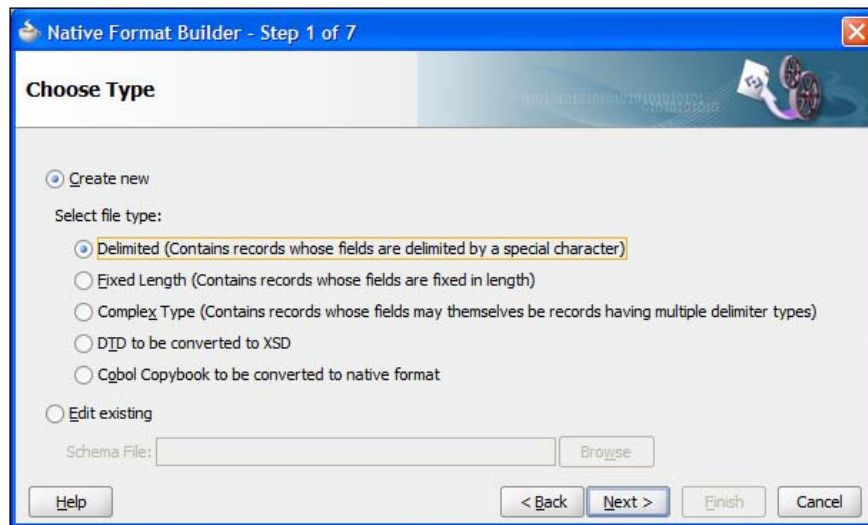 Native Format Builder - Step 1 of 7
Choose Type
Create new
Select file type:
Delimited (Contains records whose fields are delimited by a special character)
Fixed Length (Contains records whose fields are fixed in length)
Complex Type (Contains records whose fields may themselves be records having multiple delimiter types)
DTD to be converted to XSD
Cobol Copybook to be converted to native format
Edit existing
Schema File:
Browse
Help
< Back
Next >
Finish
Cancel